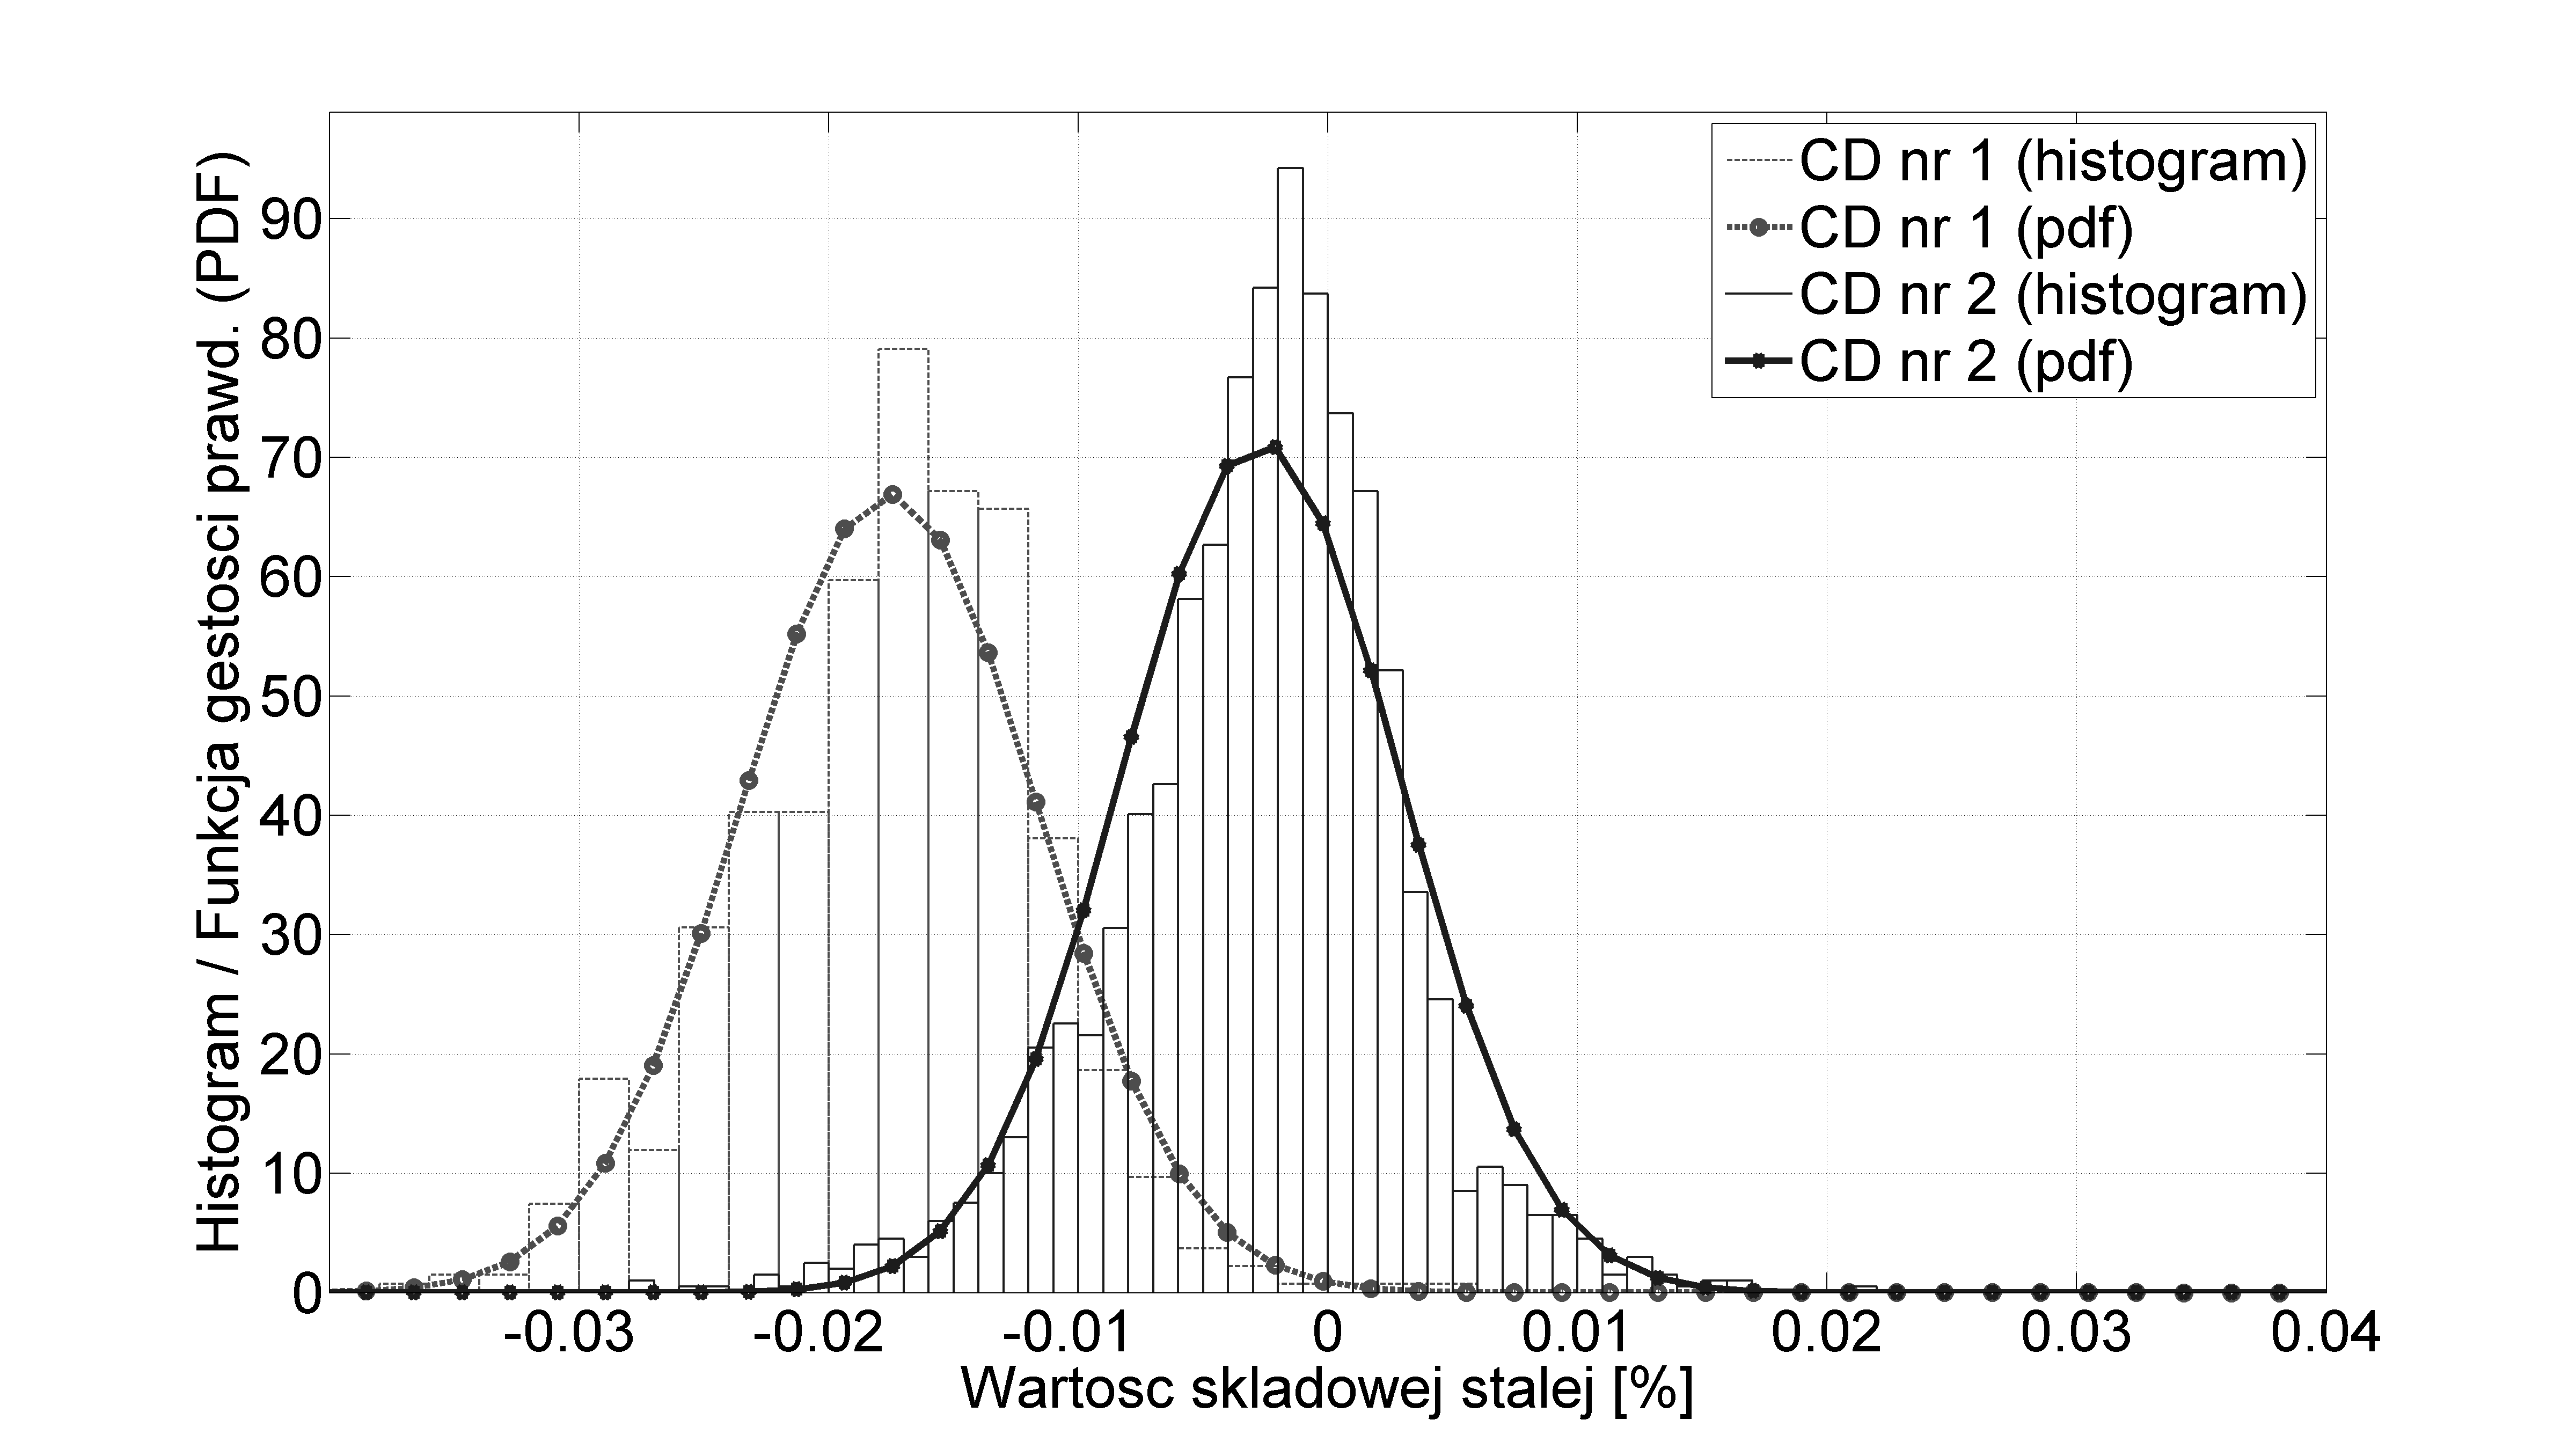 Histogram / Funkcja gestosci prawd. (PDF)
90
80
70
60
50
40
30
20
10
0
CD nr 1 (histogram)
CD nr 1 (pdf)
CD nr 2 (histogram)
CD nr 2 (pdf)
-0.03 -0.02 -0.01 0 0.01 0.02 0.03 0.04
Wartosc skladowej stalej [%]